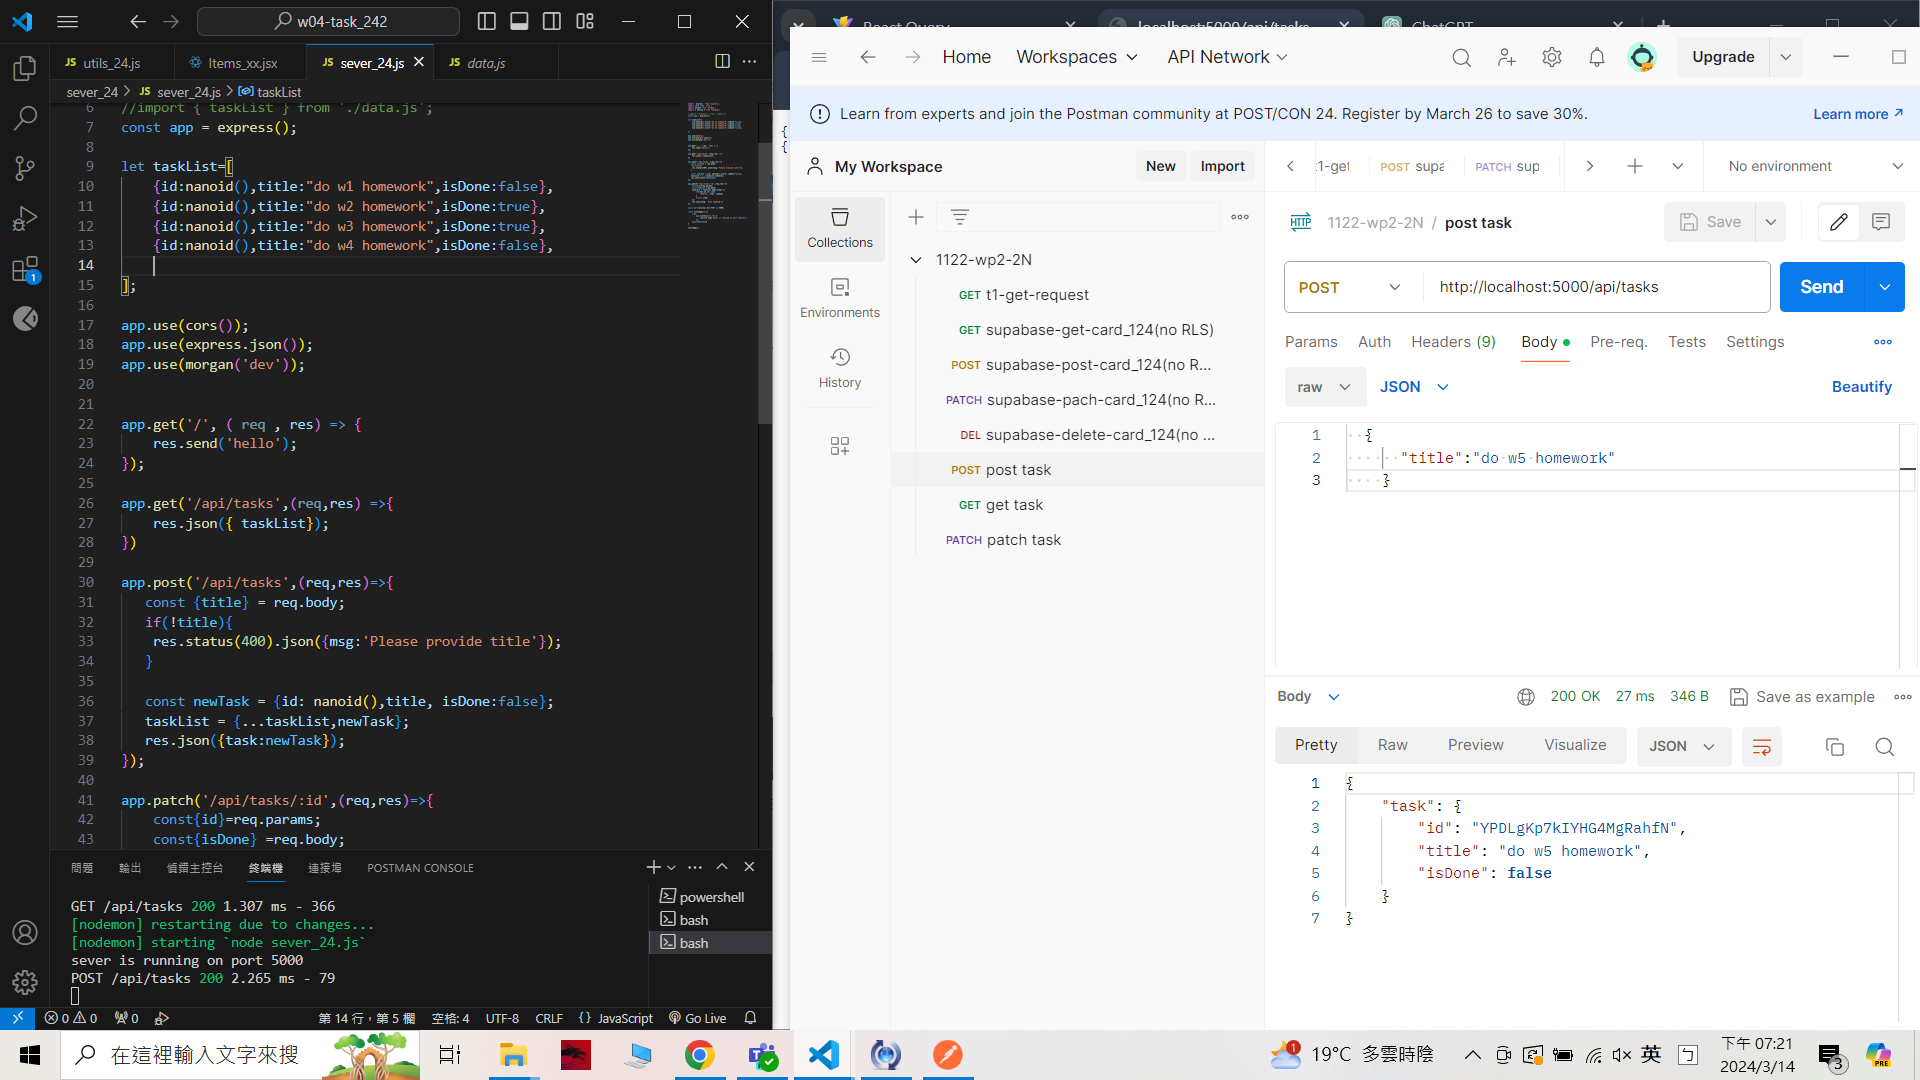 w04-task_242
utils_24.js
Items_xx.jsx
sever_24.js
data.js
sever_24 > JS sever_24.js > taskList
6 //import { taskList } from './data.js';
7 const app = express();
8
9 let taskList=[
10 {id:nanoid(),title:"do w1 homework",isDone:false},
11 {id:nanoid(),title:"do w2 homework",isDone:true},
12 {id:nanoid(),title:"do w3 homework",isDone:true},
13 {id:nanoid(),title:"do w4 homework",isDone:false},
14
15 ];
16
17 app.use(cors());
18 app.use(express.json());
19 app.use(morgan('dev'));
20
21
22 app.get('/', ( req , res) => {
23 res.send('hello');
24 });
25
26 app.get('/api/tasks',(req,res) =>{
27 res.json({ taskList});
28 })
29
30 app.post('/api/tasks',(req,res)=>{
31 const {title} = req.body;
32 if(!title){
33 res.status(400).json({msg:'Please provide title'});
34 }
35
36 const newTask = {id: nanoid(),title, isDone:false};
37 taskList = {...taskList,newTask};
38 res.json({task:newTask});
39 });
40
41 app.patch('/api/tasks/:id',(req,res)=>{
42 const{id}=req.params;
43 const{isDone} =req.body;
問題 輸出 偵錯主控台 終端機 連接埠 POSTMAN CONSOLE
GET /api/tasks 200 1.307 ms - 366
[nodemon] restarting due to changes...
[nodemon] starting `node sever_24.js`
sever is running on port 5000
POST /api/tasks 200 2.265 ms - 79
powershell
bash
bash
0 0 0 第 14 行，第 5 欄 空格: 4 UTF-8 CRLF {} JavaScript Go Live
React Query
localhost:5000/api/tasks
ChatGPT
Home Workspaces API Network Upgrade
Learn from experts and join the Postman community at POST/CON 24. Register by March 26 to save 30%. Learn more
My Workspace New Import
t1-get POST supa PATCH sup No environment
Collections
Environments
History
1122-wp2-2N
GET t1-get-request
GET supabase-get-card_124(no RLS)
POST supabase-post-card_124(no R...
PATCH supabase-pach-card_124(no R...
DEL supabase-delete-card_124(no ...
POST post task
GET get task
PATCH patch task
HTTP 1122-wp2-2N / post task Save
POST http://localhost:5000/api/tasks Send
Params Auth Headers (9) Body Pre-req. Tests Settings
raw JSON Beautify
1 {
2 "title":"do w5 homework"
3 }
Body 200 OK 27 ms 346 B Save as example
Pretty Raw Preview Visualize JSON
1 {
2 "task": {
3 "id": "YPDLgKp7kIYHG4MgRahfN",
4 "title": "do w5 homework",
5 "isDone": false
6 }
7 }
在這裡輸入文字來搜
1 19°C 多雲時陰 英 下午 07:21
2024/3/14 3
PRE